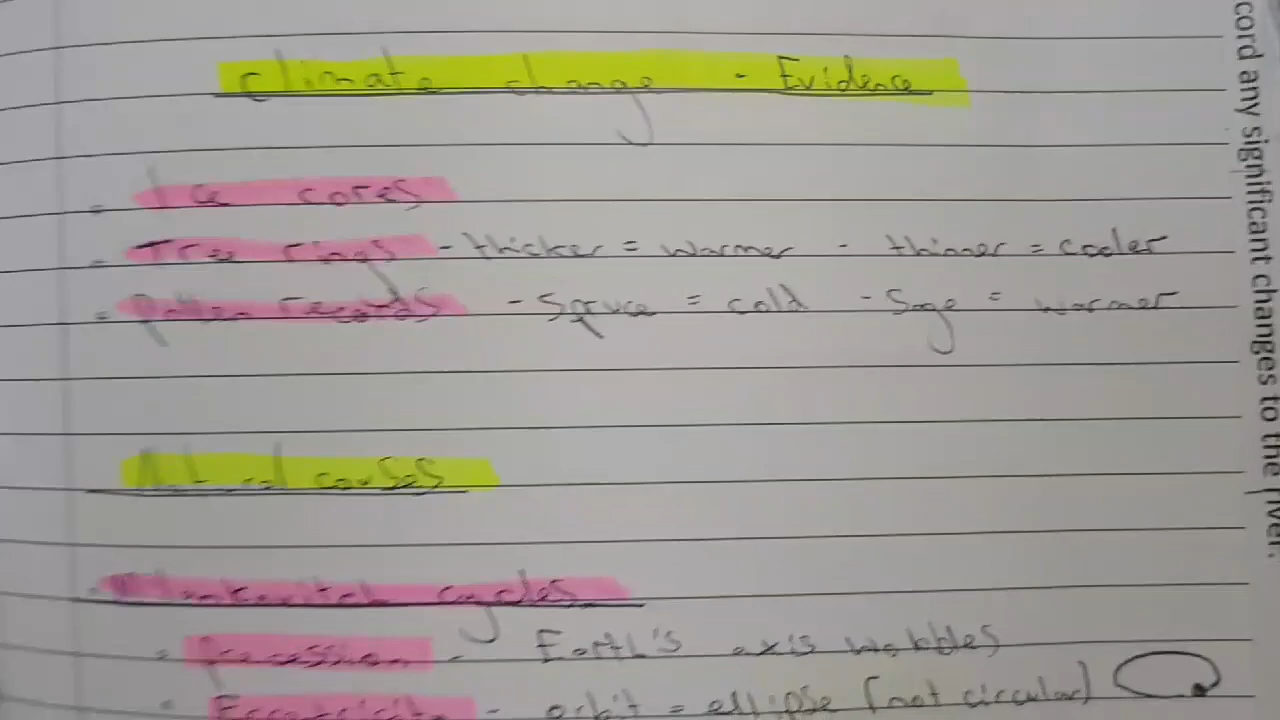 Climate change - Evidence
- Ice cores
- Tree rings - thicker = warmer - thinner = cooler
- Pollen records - Spruce = cold - Sage = warmer
Natural causes
- Milankovitch cycles
- Precession - Earth's axis wobbles
- Eccentricity - orbit = ellipse (not circular)
cord any significant changes to the river.